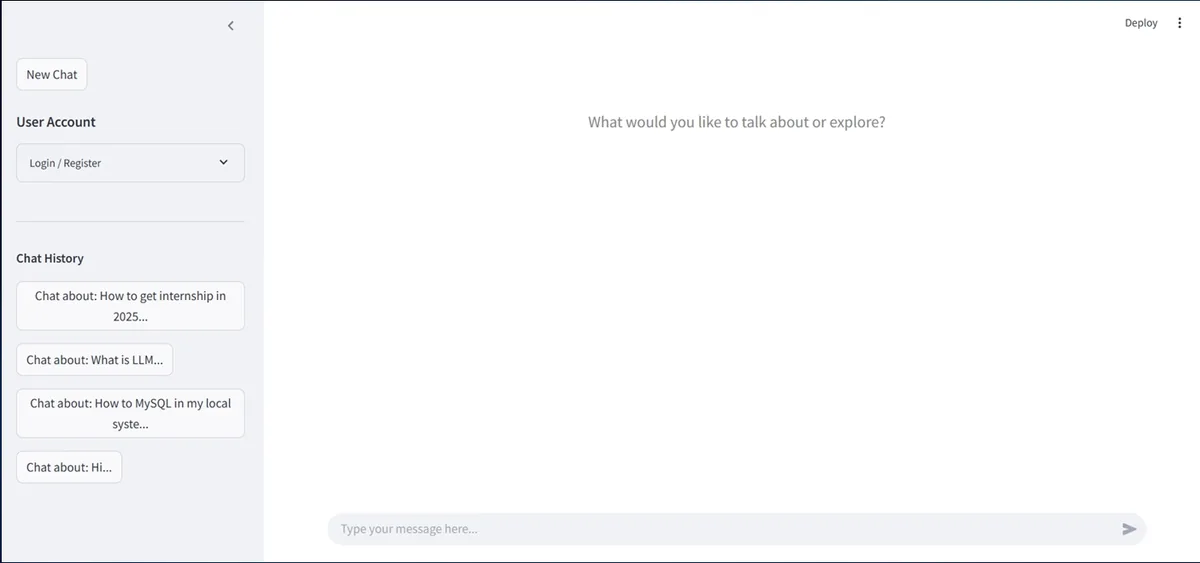 New Chat
User Account
Login / Register
Chat History
Chat about: How to get internship in
2025...
Chat about: What is LLM...
Chat about: How to MySQL in my local
syste...
Chat about: Hi...
Deploy
What would you like to talk about or explore?
Type your message here...